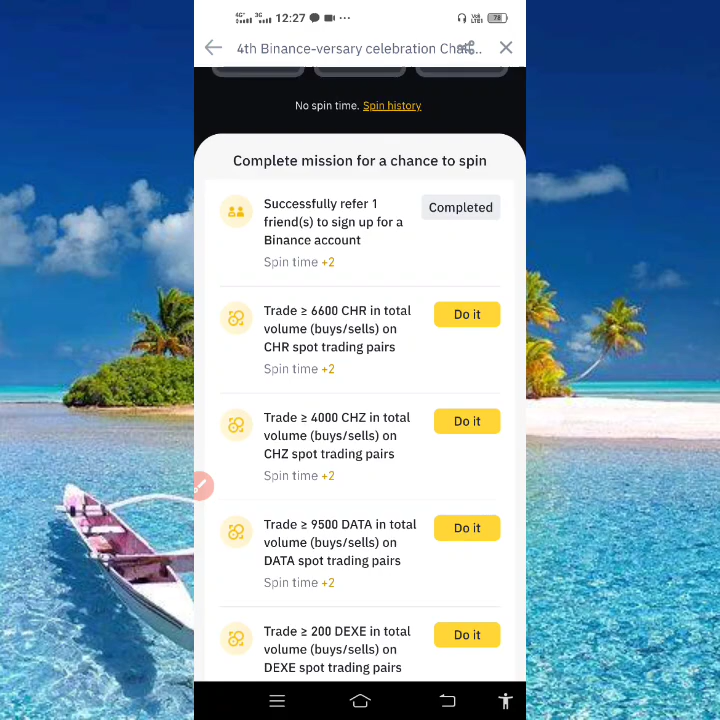 12:27
78
4th Binance-versary celebration
No spin time. Spin history
Complete mission for a chance to spin
Successfully refer 1
friend(s) to sign up for a
Binance account
Completed
Spin time +2
Trade ≥ 6600 CHR in total
volume (buys/sells) on
CHR spot trading pairs
Do it
Spin time +2
Trade ≥ 4000 CHZ in total
volume (buys/sells) on
CHZ spot trading pairs
Do it
Spin time +2
Trade ≥ 9500 DATA in total
volume (buys/sells) on
DATA spot trading pairs
Do it
Spin time +2
Trade ≥ 200 DEXE in total
volume (buys/sells) on
DEXE spot trading pairs
Do it